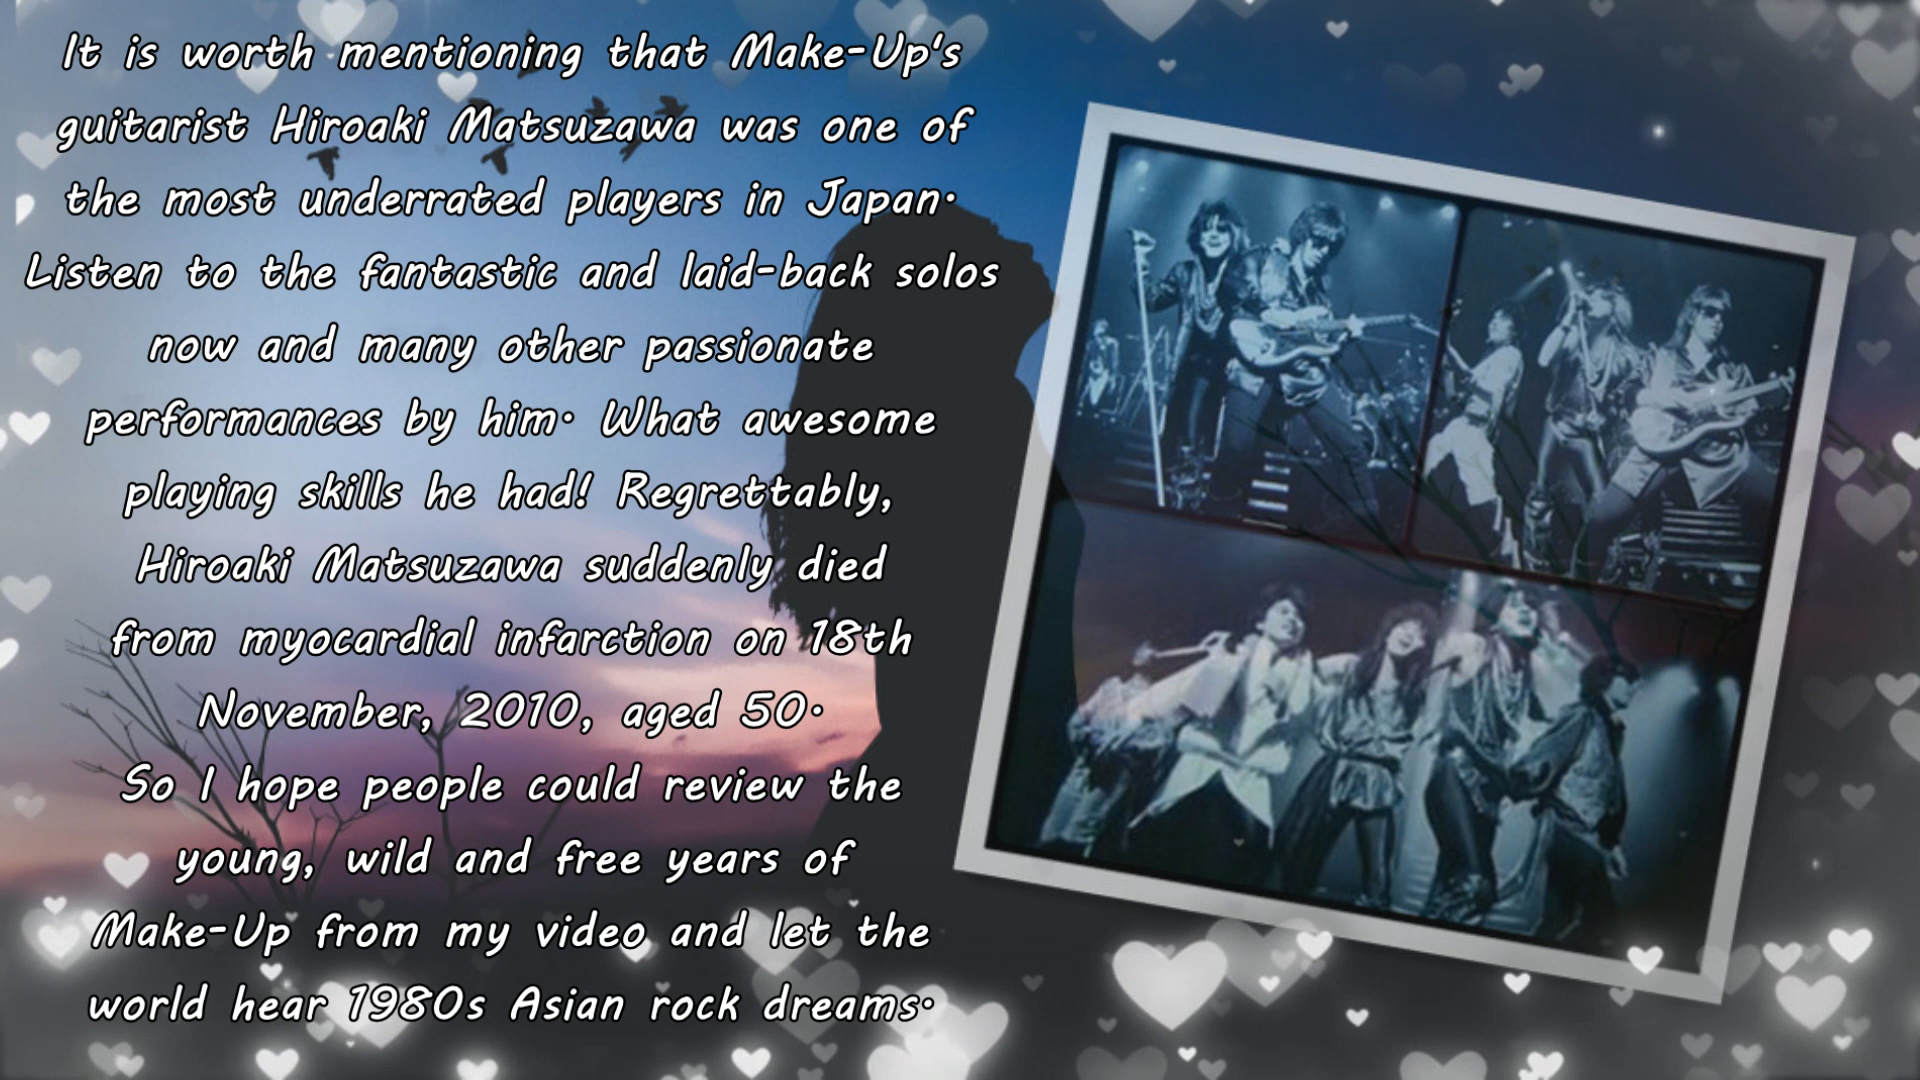 It is worth mentioning that Make-Up's
guitarist Hiroaki Matsuzawa was one of
the most underrated players in Japan.
Listen to the fantastic and laid-back solos
now and many other passionate
performances by him. What awesome
playing skills he had! Regrettably,
Hiroaki Matsuzawa suddenly died
from myocardial infarction on 18th
November, 2010, aged 50.
So I hope people could review the
young, wild and free years of
Make-Up from my video and let the
world hear 1980s Asian rock dreams.